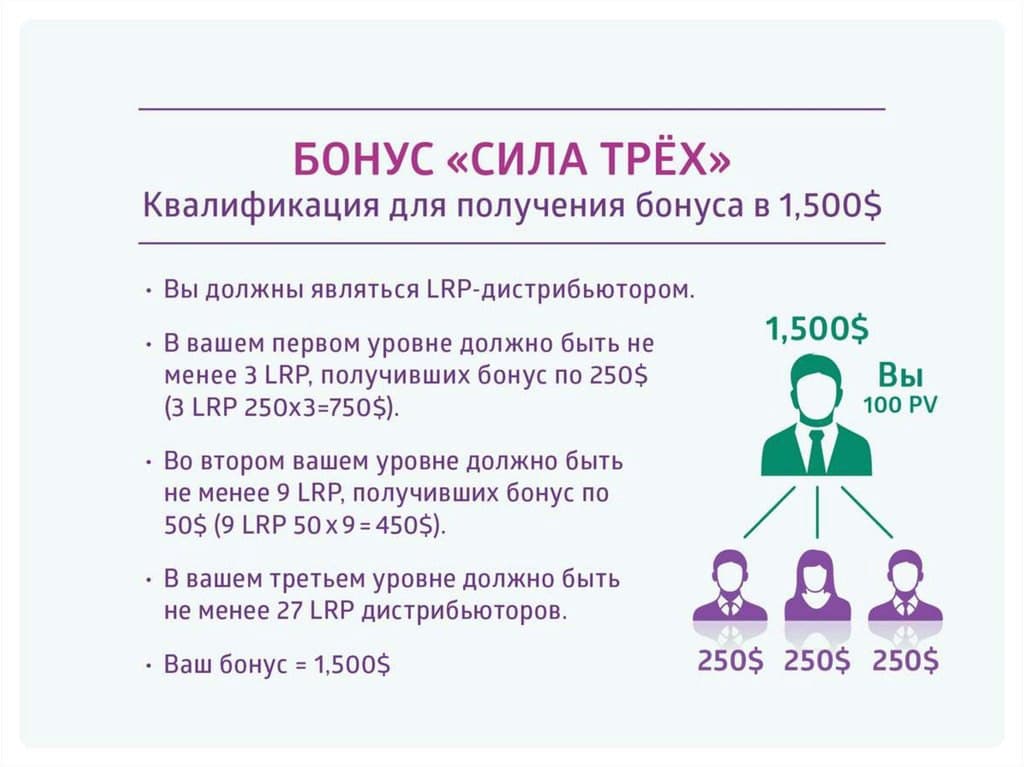 БОНУС «СИЛА ТРЁХ»
Квалификация для получения бонуса в 1,500$
• Вы должны являться LRP-дистрибьютором.
• В вашем первом уровне должно быть не
менее 3 LRP, получивших бонус по 250$
(3 LRP 250x3=750$).
• Во втором вашем уровне должно быть
не менее 9 LRP, получивших бонус по
50$ (9 LRP 50 x 9 = 450$).
• В вашем третьем уровне должно быть
не менее 27 LRP дистрибьюторов.
• Ваш бонус = 1,500$
1,500$
Вы
100 PV
250$ 250$ 250$